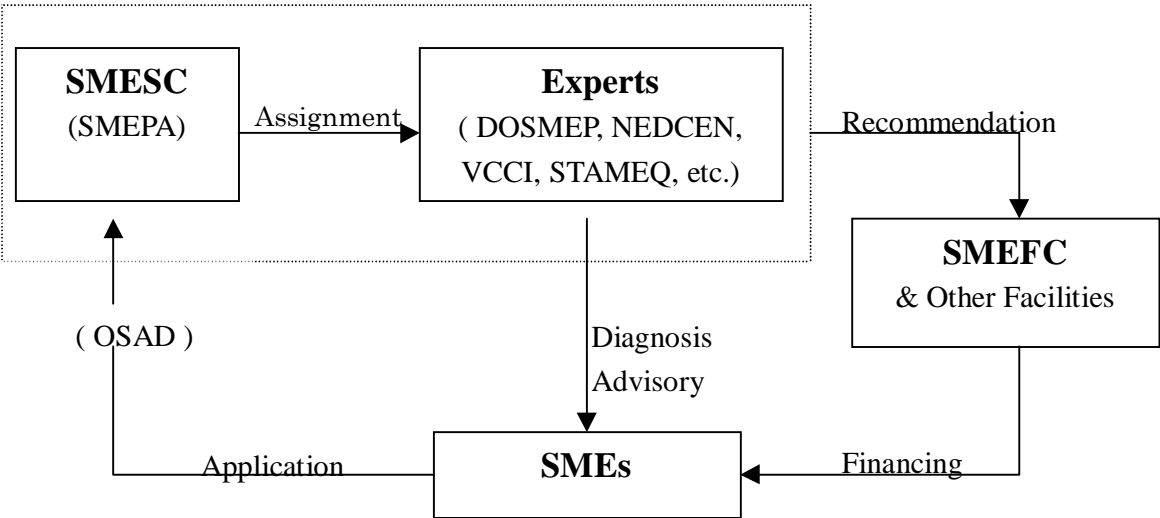 SMESC
(SMEPA)
Assignment
Experts
( DOSMEP, NEDCEN,
VCCI, STAMEQ, etc.)
Recommendation
SMEFC
& Other Facilities
( OSAD )
Diagnosis
Advisory
Application
SMEs
Financing